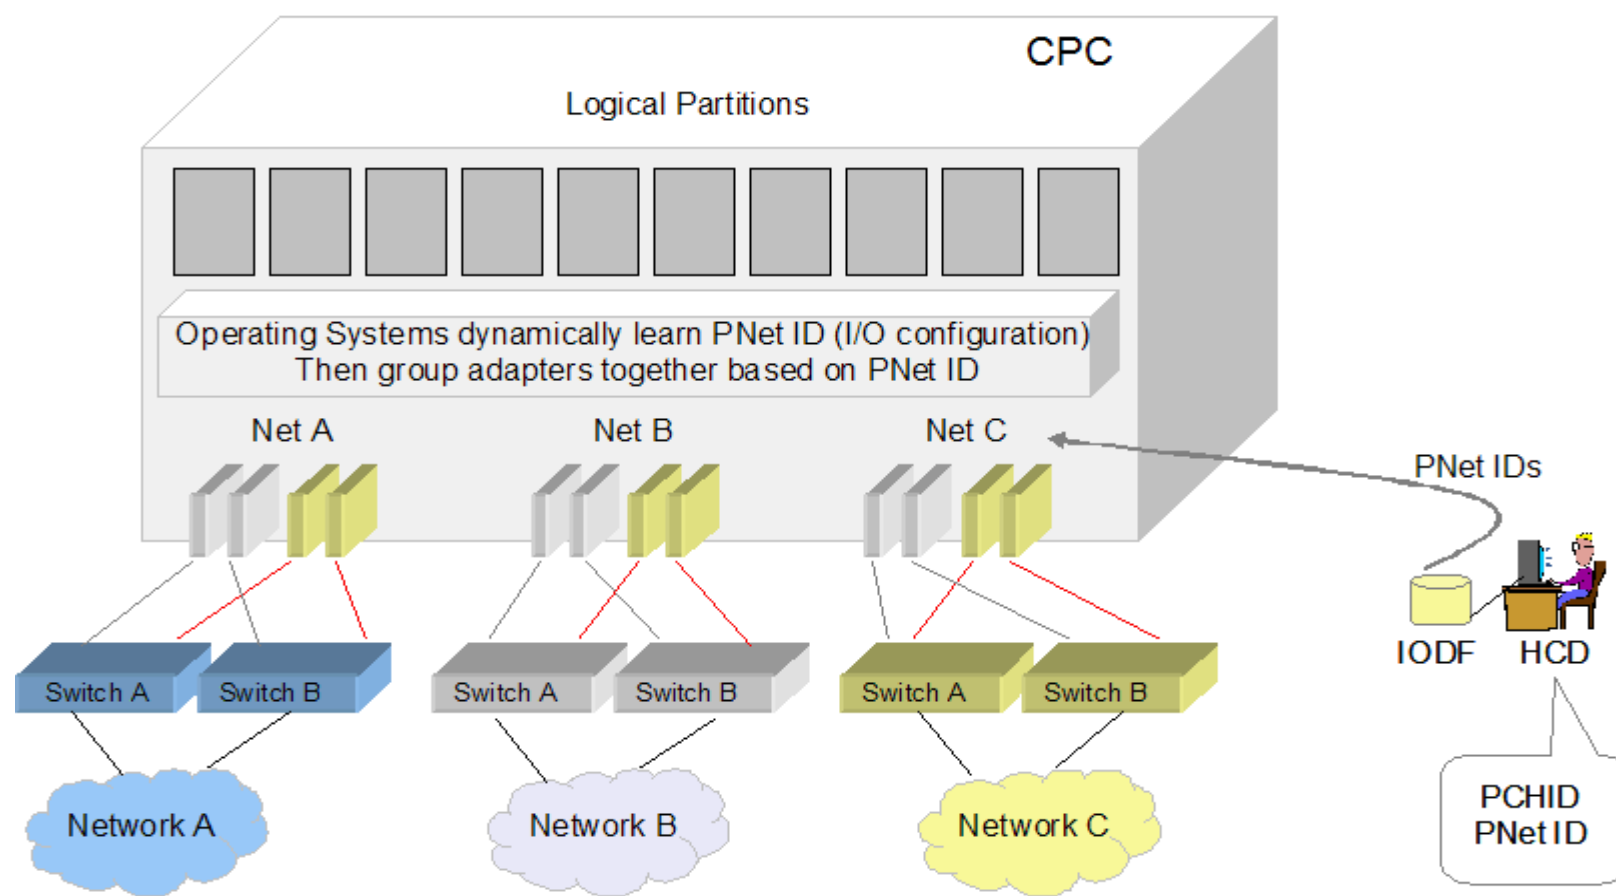 CPC
Logical Partitions
Operating Systems dynamically learn PNet ID (I/O configuration)
Then group adapters together based on PNet ID
Net A
Net B
Net C
PNet IDs
IODF
HCD
Switch A
Switch B
Switch A
Switch B
Switch A
Switch B
Network A
Network B
Network C
PCHID
PNet ID